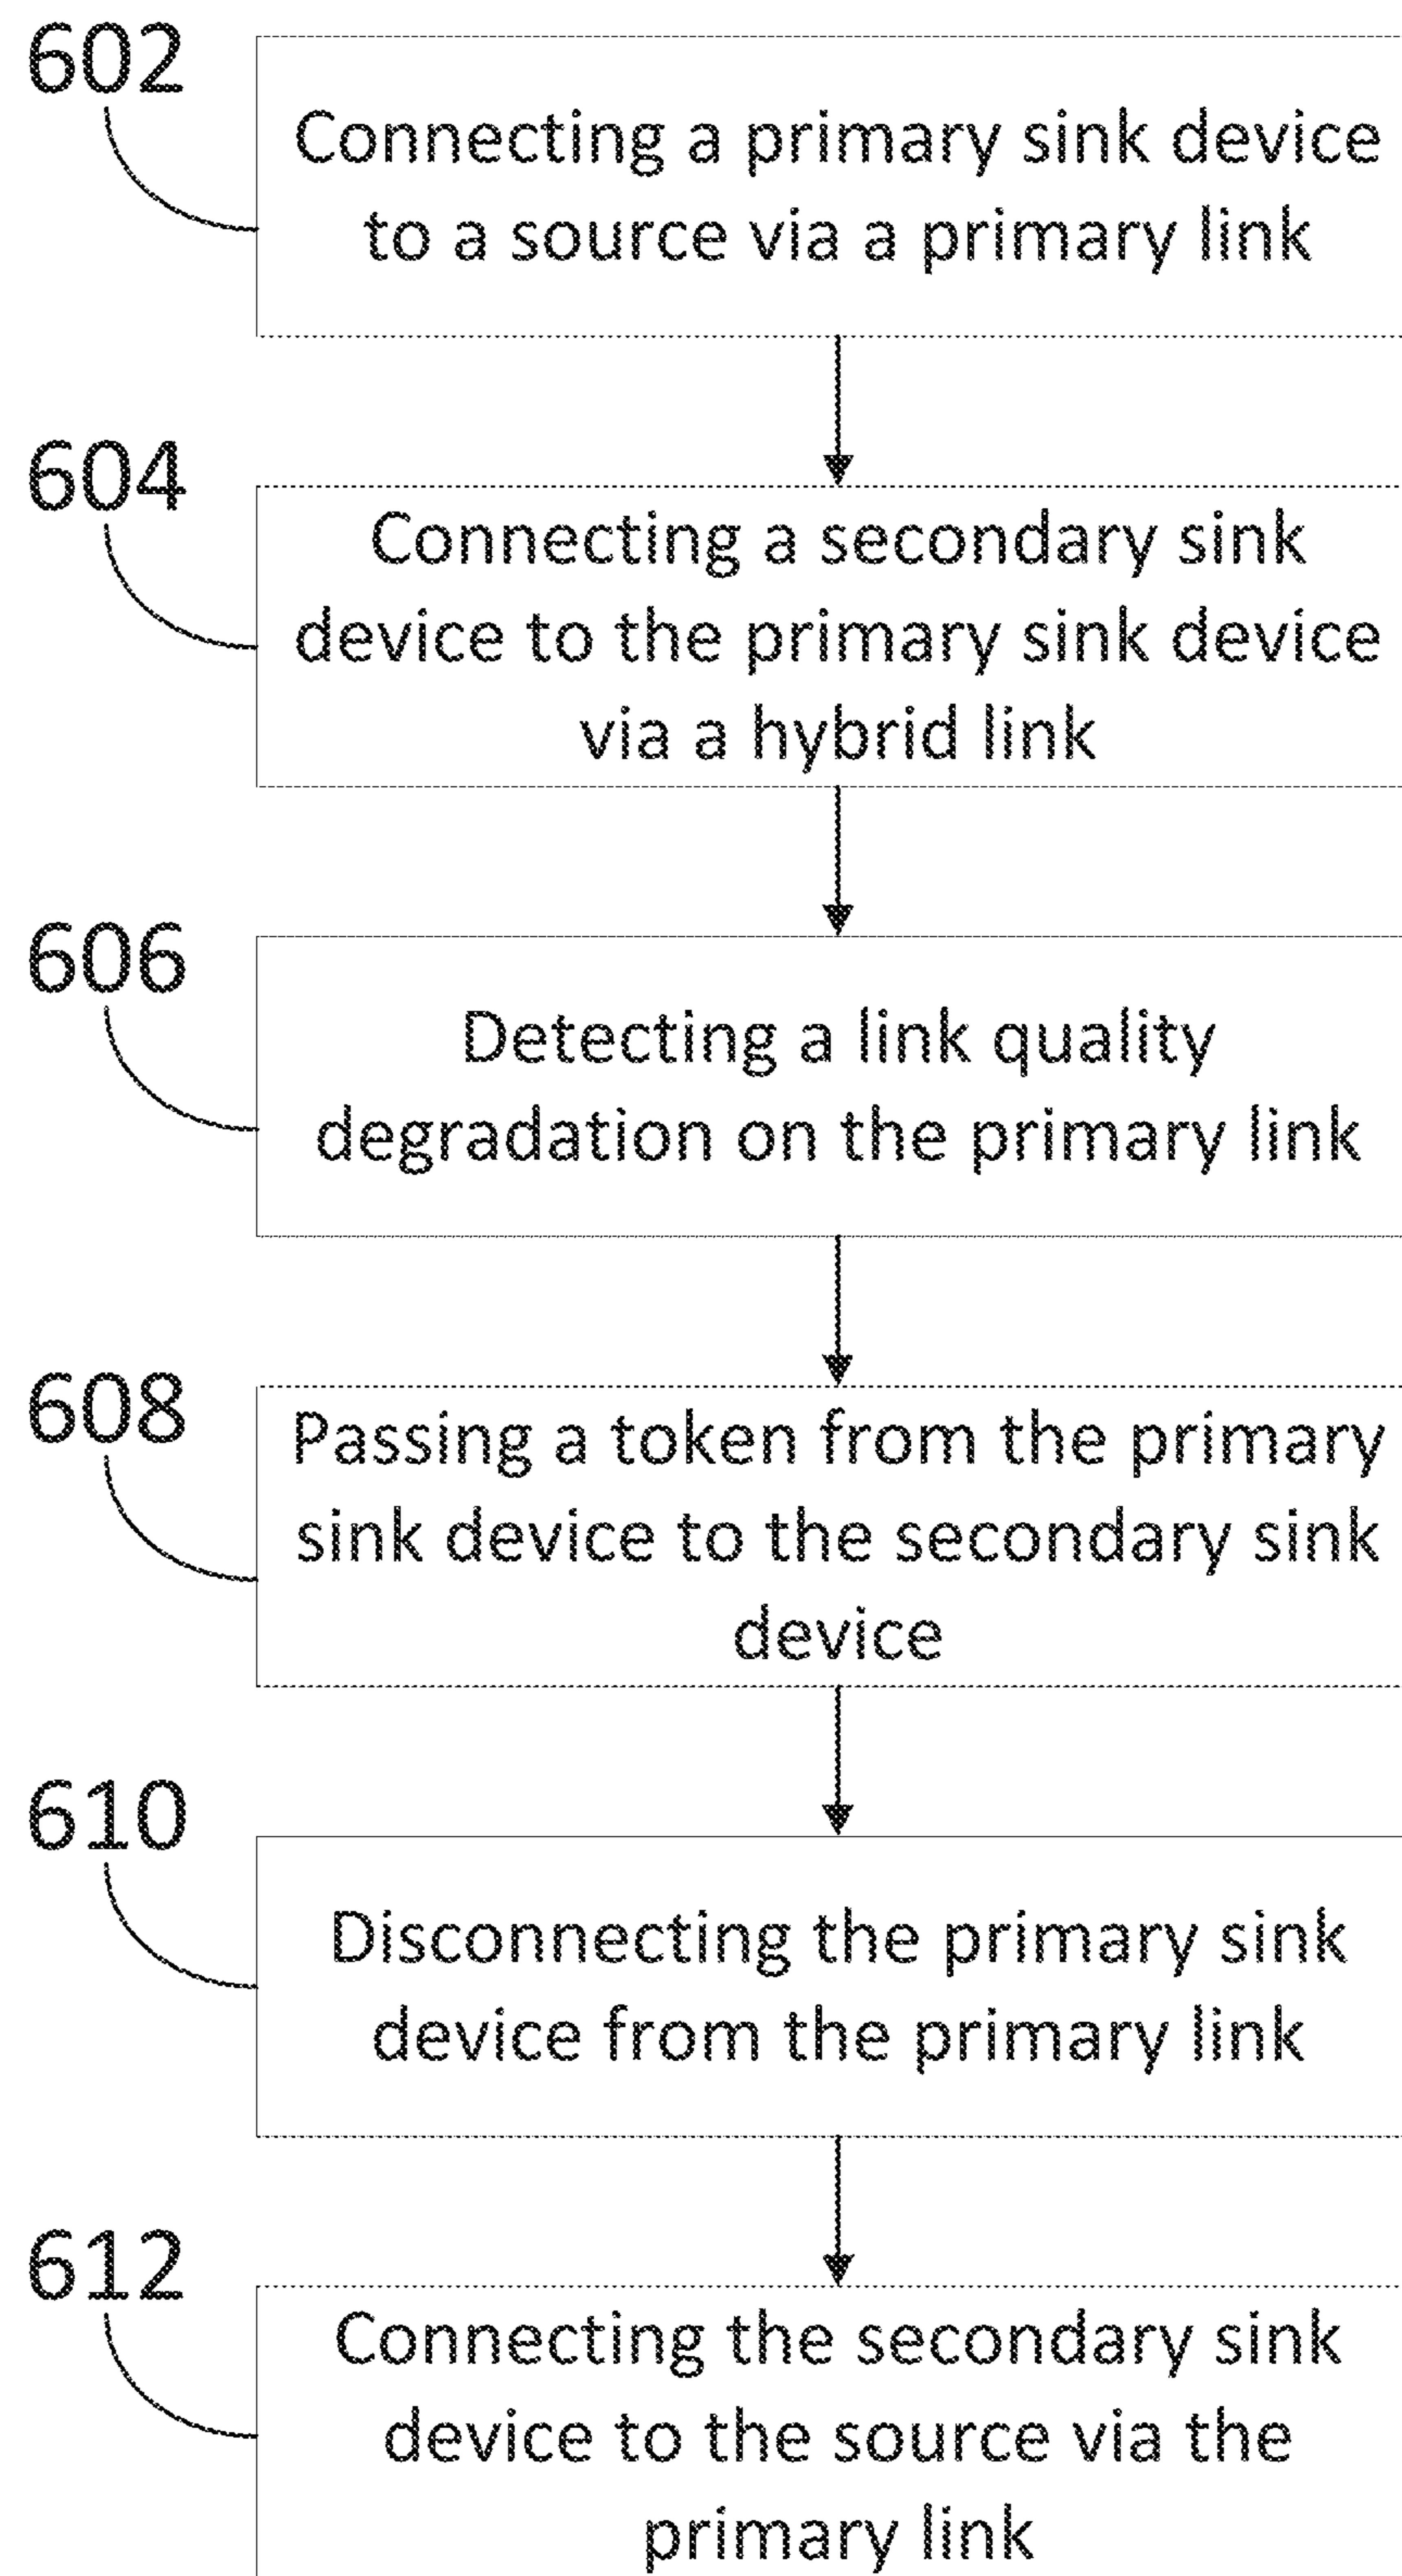 602
Connecting a primary sink device
to a source via a primary link
604
Connecting a secondary sink
device to the primary sink device
via a hybrid link
606
Detecting a link quality
degradation on the primary link
608
Passing a token from the primary
sink device to the secondary sink
device
610
Disconnecting the primary sink
device from the primary link
612
Connecting the secondary sink
device to the source via the
primary link